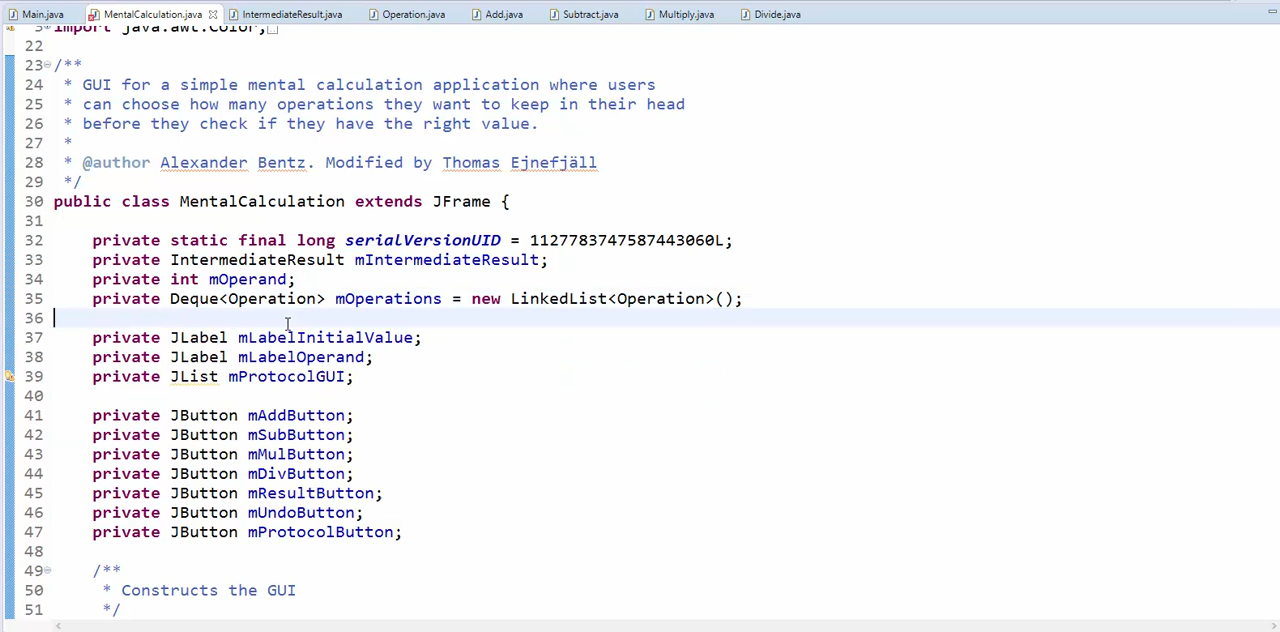 Main.java MentalCalculation.java IntermediateResult.java Operation.java Add.java Subtract.java Multiply.java Divide.java
3 import java.awt.Color;
22
23 /**
24 * GUI for a simple mental calculation application where users
25 * can choose how many operations they want to keep in their head
26 * before they check if they have the right value.
27 *
28 * @author Alexander Bentz. Modified by Thomas Ejnefjäll
29 */
30 public class MentalCalculation extends JFrame {
31
32 private static final long serialVersionUID = 1127783747587443060L;
33 private IntermediateResult mIntermediateResult;
34 private int mOperand;
35 private Deque<Operation> mOperations = new LinkedList<Operation>();
36
37 private JLabel mLabelInitialValue;
38 private JLabel mLabelOperand;
39 private JList mProtocolGUI;
40
41 private JButton mAddButton;
42 private JButton mSubButton;
43 private JButton mMulButton;
44 private JButton mDivButton;
45 private JButton mResultButton;
46 private JButton mUndoButton;
47 private JButton mProtocolButton;
48
49 /**
50 * Constructs the GUI
51 */